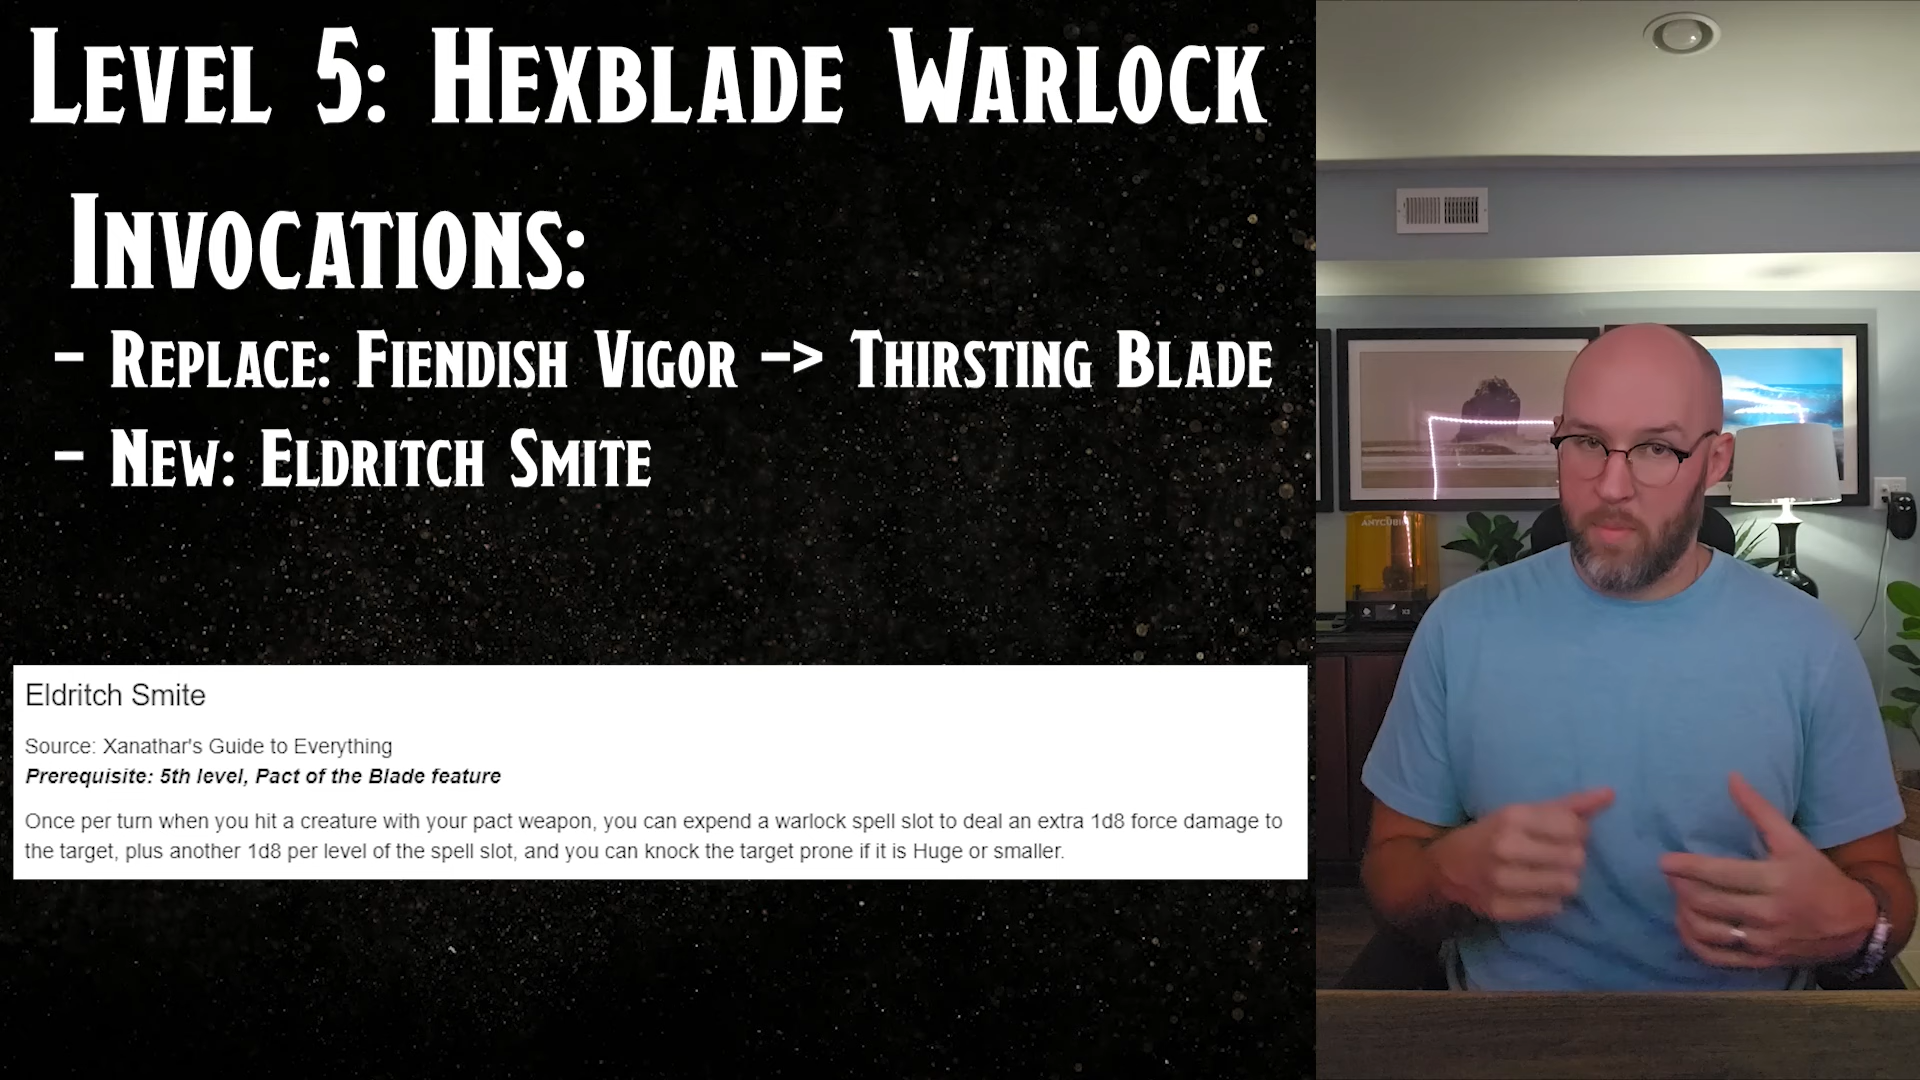 Level 5: Hexblade Warlock
Invocations:
- Replace: Fiendish Vigor -> Thirsting Blade
- New: Eldritch Smite
Eldritch Smite
Source: Xanathar's Guide to Everything
Prerequisite: 5th level, Pact of the Blade feature
Once per turn when you hit a creature with your pact weapon, you can expend a warlock spell slot to deal an extra 1d8 force damage to
the target, plus another 1d8 per level of the spell slot, and you can knock the target prone if it is Huge or smaller.
ANYCUBIC